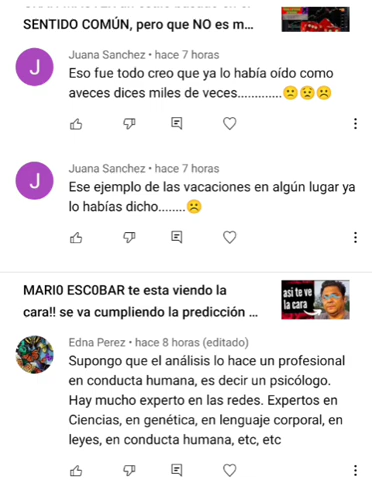 SENTIDO COMÚN, pero que NO es m...
Juana Sanchez • hace 7 horas
J
Eso fue todo creo que ya lo había oído como
aveces dices miles de veces.............🙁😟☹️
Juana Sanchez • hace 7 horas
J
Ese ejemplo de las vacaciones en algún lugar ya
lo habías dicho........☹️
MARI0 ESC0BAR te esta viendo la
cara!! se va cumpliendo la predicción ...
asi te ve
la cara
Edna Perez • hace 8 horas (editado)
Supongo que el análisis lo hace un profesional
en conducta humana, es decir un psicólogo.
Hay mucho experto en las redes. Expertos en
Ciencias, en genética, en lenguaje corporal, en
leyes, en conducta humana, etc, etc